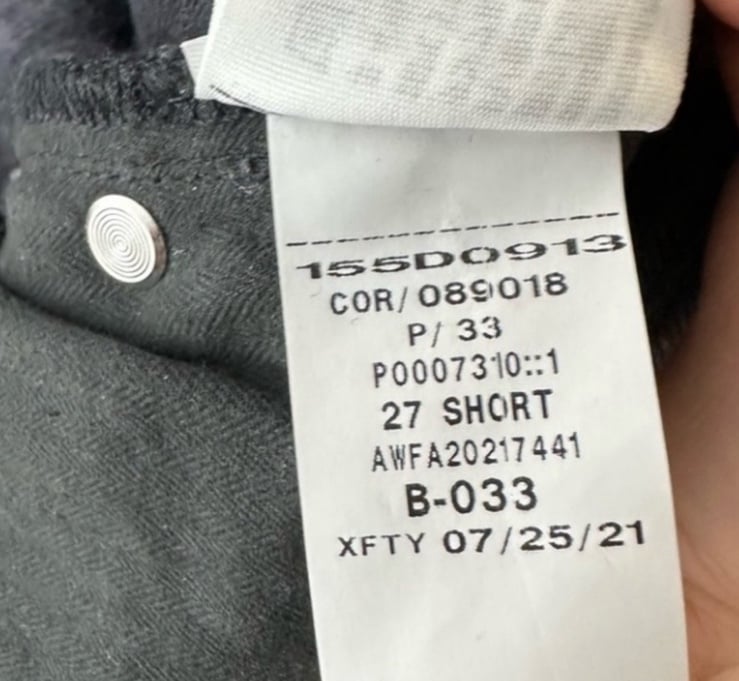 155D0913
COR/089018
P/ 33
P0007310::1
27 SHORT
AWFA20217441
B-033
XFTY 07/25/21